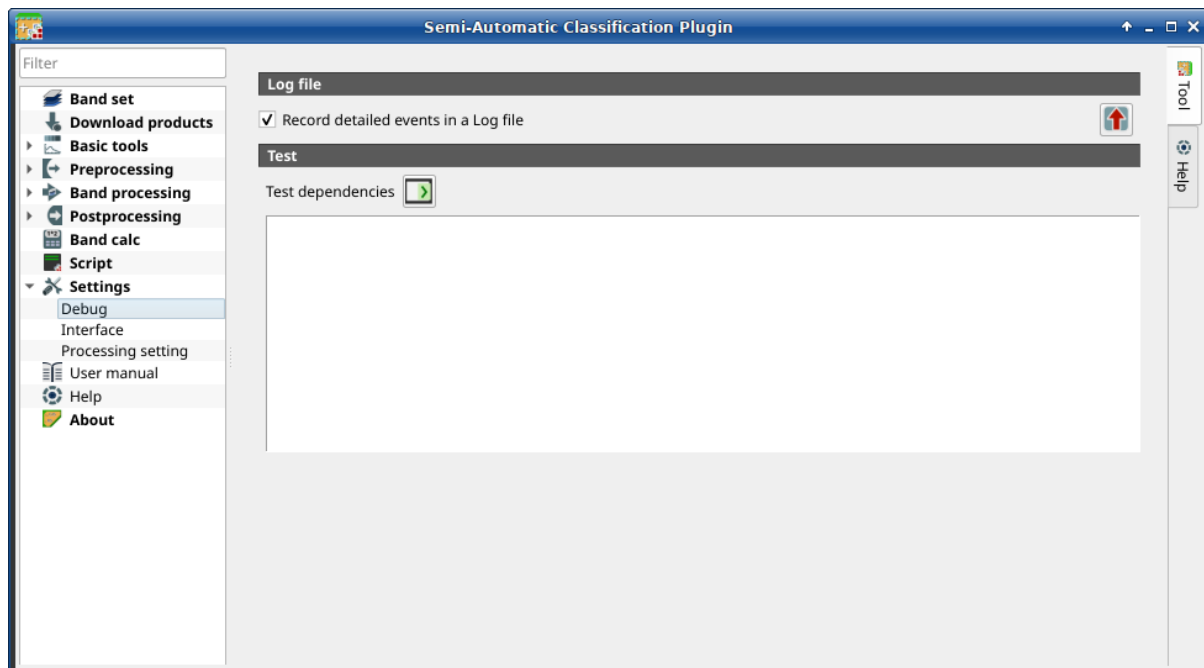 Semi-Automatic Classification Plugin
Filter
Band set
Download products
Basic tools
Preprocessing
Band processing
Postprocessing
Band calc
Script
Settings
Debug
Interface
Processing setting
User manual
Help
About
Log file
Record detailed events in a Log file
Test
Test dependencies
Tool
Help